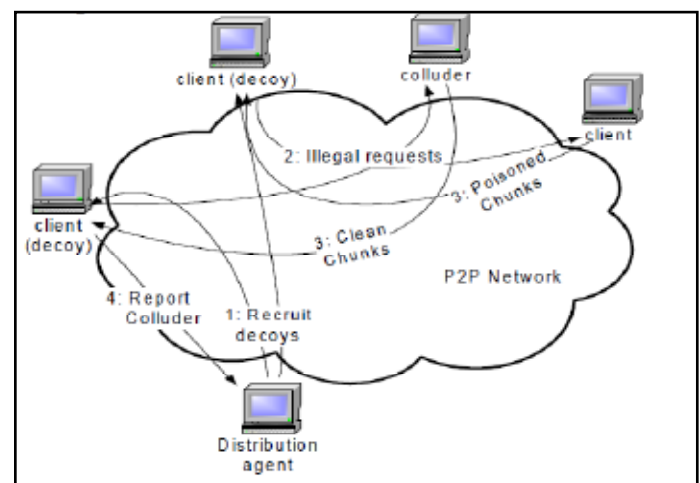 client (decoy)
colluder
client
2: Illegal requests
3: Poisoned
Chunks
client
(decoy)
3: Clean
Chunks
P2P Network
4: Report
Colluder
1: Recruit
decoys
Distribution
agent